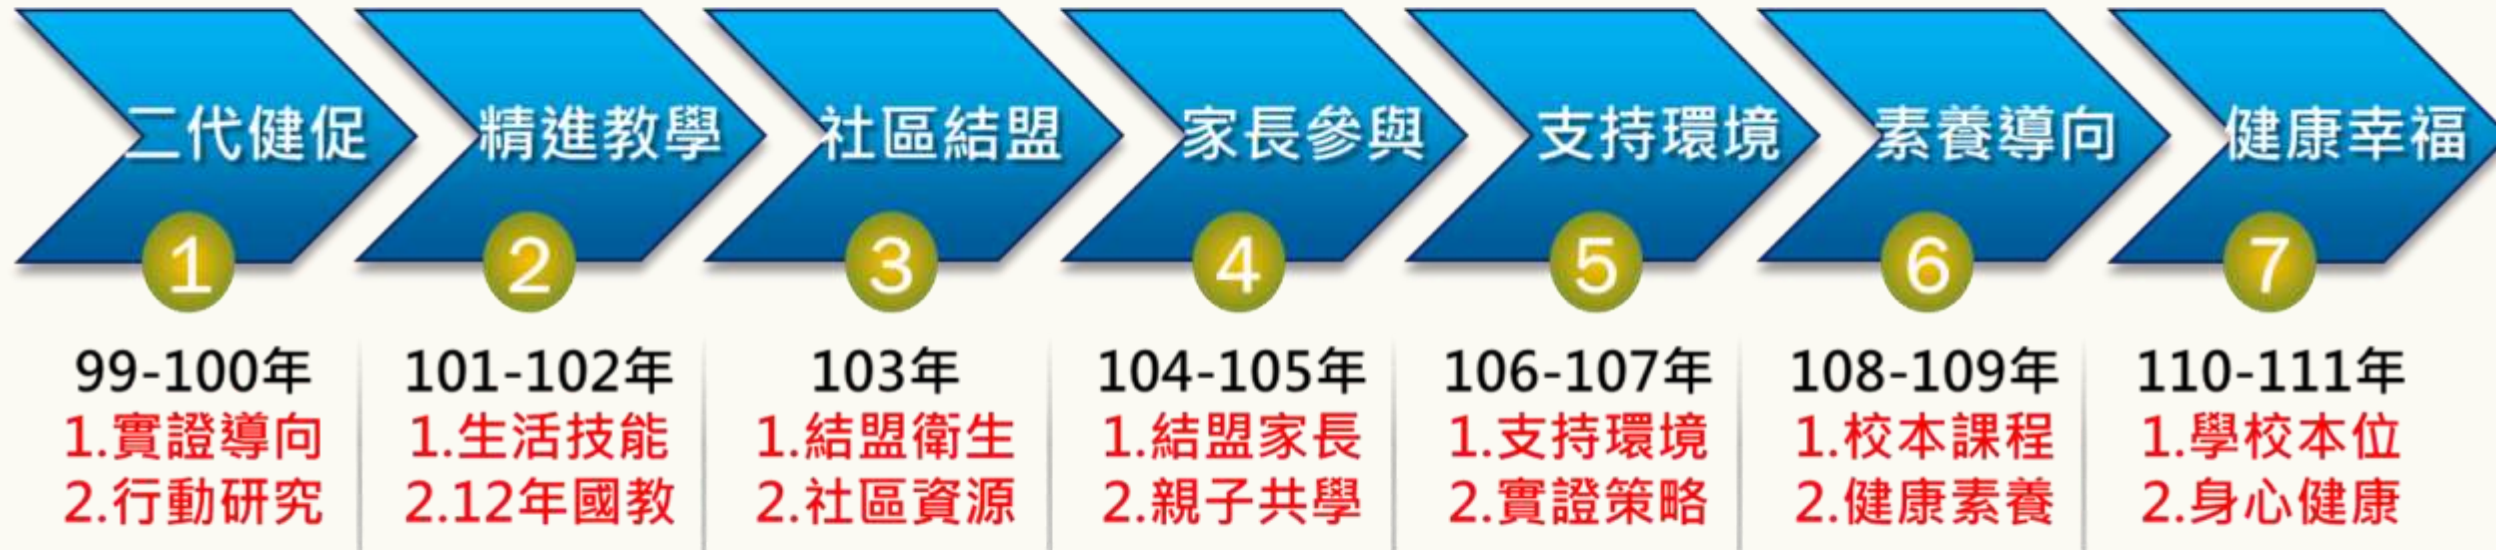 二代健促
1
99-100年
1.實證導向
2.行動研究
精進教學
2
101-102年
1.生活技能
2.12年國教
社區結盟
3
103年
1.結盟衛生
2.社區資源
家長參與
4
104-105年
1.結盟家長
2.親子共學
支持環境
5
106-107年
1.支持環境
2.實證策略
素養導向
6
108-109年
1.校本課程
2.健康素養
健康幸福
7
110-111年
1.學校本位
2.身心健康